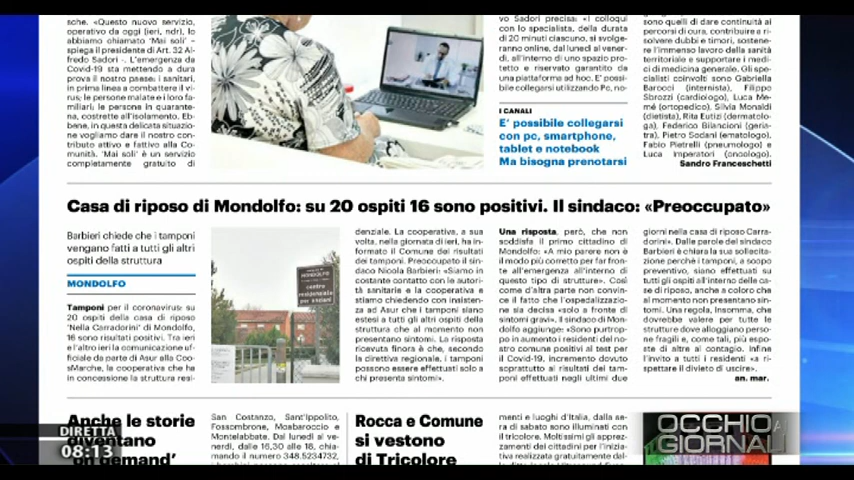 sche. «Questo nuovo servizio,
operativo da oggi (ieri, ndr), lo
abbiamo chiamato 'Mai soli' –
spiega il presidente di Art. 32 Al-
fredo Sadori -. L'emergenza da
Covid-19 sta mettendo a dura
prova il nostro paese: i sanitari,
in prima linea a combattere il vi-
rus; le persone malate e i loro fa-
miliari; le persone in quarante-
na, costrette all'isolamento. Eb-
bene, in questa delicata situazio-
ne vogliamo dare il nostro con-
tributo attivo e fattivo alla Co-
munità. 'Mai soli' è un servizio
completamente gratuito di
vo Sadori precisa: «I colloqui
con lo specialista, della durata
di 20 minuti ciascuno, si svolge-
ranno online, dal lunedì al vener-
dì, all'interno di uno spazio pro-
tetto e riservato garantito da
una piattaforma ad hoc. E' possi-
bile collegarsi utilizzando Pc, no-
I CANALI
E' possibile collegarsi
con pc, smartphone,
tablet e notebook
Ma bisogna prenotarsi
sono quelli di dare continuità ai
percorsi di cura, contribuire a ri-
solvere dubbi e timori, sostene-
re l'immenso lavoro della sanità
territoriale e supportare i medi-
ci di medicina generale. Gli spe-
cialisti coinvolti sono Gabriella
Barocci (internista), Filippo
Sbrozzi (cardiologo), Luca Me-
mé (ortopedico), Silvia Monaldi
(dietista), Rita Eutizi (dermatolo-
ga), Federico Bilancioni (geria-
tra), Pietro Sodani (ematologo),
Fabio Pietrelli (pneumologo) e
Luca Imperatori (oncologo).
Sandro Franceschetti
Casa di riposo di Mondolfo: su 20 ospiti 16 sono positivi. Il sindaco: «Preoccupato»
Barbieri chiede che i tamponi
vengano fatti a tutti gli altri
ospiti della struttura
MONDOLFO
Tamponi per il coronavirus: su
20 ospiti della casa di riposo
'Nella Carradorini' di Mondolfo,
16 sono risultati positivi. Tra ieri
e l'altro ieri la comunicazione uf-
ficiale da parte di Asur alla Coo-
sMarche, la cooperativa che ha
in concessione la struttura resi-
MONDOLFO
centro
residenziale
per anziani
denziale. La cooperativa, a sua
volta, nella giornata di ieri, ha in-
formato il Comune dei risultati
dei tamponi. Preoccupato il sin-
daco Nicola Barbieri: «Siamo in
costante contatto con le autori-
tà sanitarie e la cooperativa e
stiamo chiedendo con insisten-
za ad Asur che i tamponi siano
estesi a tutti gli altri ospiti della
struttura che al momento non
presentano sintomi. La risposta
ricevuta finora è che, secondo
la direttiva regionale, i tamponi
possono essere effettuati solo a
chi presenta sintomi».
Una risposta, però, che non
soddisfa il primo cittadino di
Mondolfo: «A mio parere non è
il modo più corretto per far fron-
te all'emergenza all'interno di
questo tipo di strutture». Così
come d'altra parte non convin-
ce il fatto che l'ospedalizzazio-
ne sia decisa «solo a fronte di
sintomi gravi». Il sindaco di Mon-
dolfo aggiunge: «Sono purtrop-
po in aumento i residenti del no-
stro comune positivi al test per
il Covid-19, incremento dovuto
soprattutto ai risultati dei tam-
poni effettuati negli ultimi due
giorni nella casa di riposo Carra-
dorini». Dalle parole del sindaco
Barbieri è chiara la sua sollecita-
zione perché i tamponi, a scopo
preventivo, siano effettuati su
tutti gli ospiti all'interno delle ca-
se di riposo, anche a coloro che
al momento non presentano sin-
tomi. Una regola, insomma, che
dovrebbe valere per tutte le
strutture dove alloggiano perso-
ne fragili e, come tali, più espo-
ste di altre al contagio. Infine
l'invito a tutti i residenti «a ri-
spettare il divieto di uscire».
an. mar.
Anche le storie
diventano
'on demand'
San Costanzo, Sant'Ippolito,
Fossombrone, Moabaroccio e
Montelabbate. Dal lunedì al ve-
nerdì, dalle 16,30 alle 18, chiaman-
do il numero 348.5234732,
Rocca e Comune
si vestono
di Tricolore
menti e luoghi d'Italia, dalla se-
ra di sabato sono illuminati con
il tricolore. Moltissimi gli apprez-
zamenti dei cittadini per l'inizia-
tiva realizzata gratuitamente dal-
DIRETTA
08:13
OCCHIO AI
GIORNALI